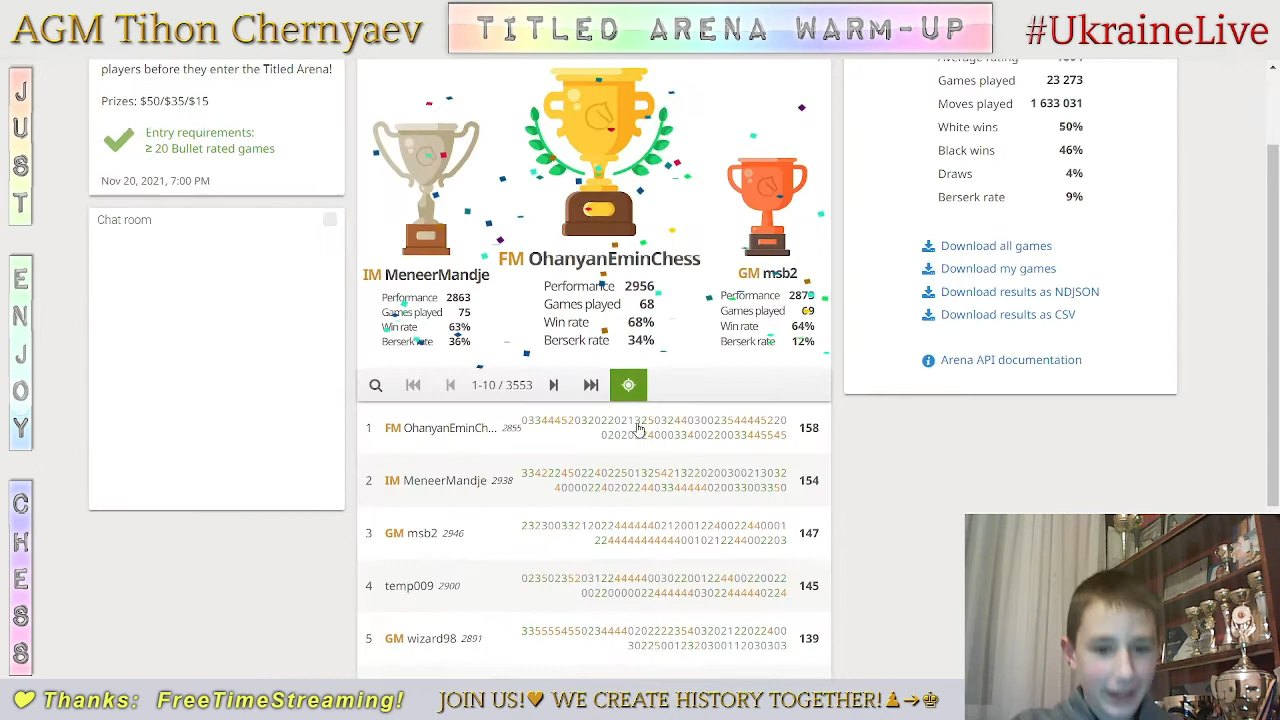 AGM Tihon Chernyaev
TITLED ARENA WARM-UP
#UkraineLive
JUST
ENJOY
CHESS
players before they enter the Titled Arena!
Prizes: $50/$35/$15
Entry requirements:
≥ 20 Bullet rated games
Nov 20, 2021, 7:00 PM
Chat room
IM MeneerMandje
Performance 2863
Games played 75
Win rate 63%
Berserk rate 36%
FM OhanyanEminChess
Performance 2956
Games played 68
Win rate 68%
Berserk rate 34%
GM msb2
Performance 2873
Games played 69
Win rate 64%
Berserk rate 12%
1-10 / 3553
1 FM OhanyanEminCh... 2855 158
2 IM MeneerMandje 2938 33422245022402250132542132200300213032
40000224020224403344444020033003350 154
3 GM msb2 2946 147
4 temp009 2900 145
5 GM wizard98 2891 139
Games played 23 273
Moves played 1 633 031
White wins 50%
Black wins 46%
Draws 4%
Berserk rate 9%
Download all games
Download my games
Download results as NDJSON
Download results as CSV
Arena API documentation
Thanks: FreeTimeStreaming!
JOIN US!🧡 WE CREATE HISTORY TOGETHER!♟→♚